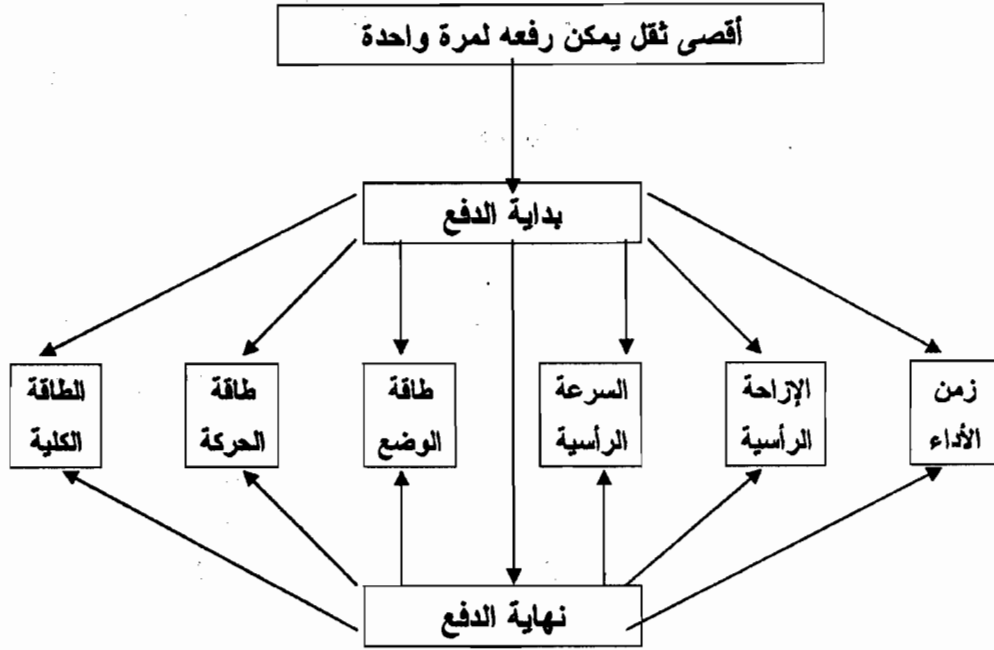 أقصى ثقل يمكن رفعه لمرة واحدة
بداية الدفع
زمن
الأداء
الإزاحة
الرأسية
السرعة
الرأسية
طاقة
الوضع
طاقة
الحركة
الطاقة
الكلية
نهاية الدفع